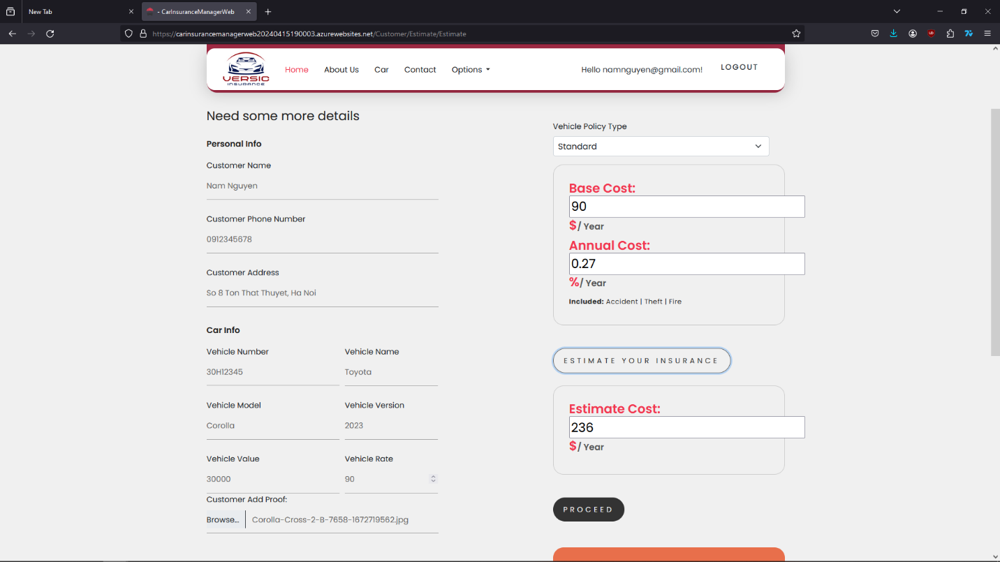 New Tab
- CarInsuranceManagerWeb
https://carinsurancemanagerweb20240415190003.azurewebsites.net/Customer/Estimate/Estimate
VERSIC
INSURANCE
Home About Us Car Contact Options
Hello namnguyen@gmail.com! LOGOUT
Need some more details
Personal Info
Customer Name
Nam Nguyen
Customer Phone Number
0912345678
Customer Address
So 8 Ton That Thuyet, Ha Noi
Car Info
Vehicle Number Vehicle Name
30H12345 Toyota
Vehicle Model Vehicle Version
Corolla 2023
Vehicle Value Vehicle Rate
30000 90
Customer Add Proof:
Browse... Corolla-Cross-2-B-7658-1672719562.jpg
Vehicle Policy Type
Standard
Base Cost:
90
$/ Year
Annual Cost:
0.27
%/ Year
Included: Accident | Theft | Fire
ESTIMATE YOUR INSURANCE
Estimate Cost:
236
$/ Year
PROCEED